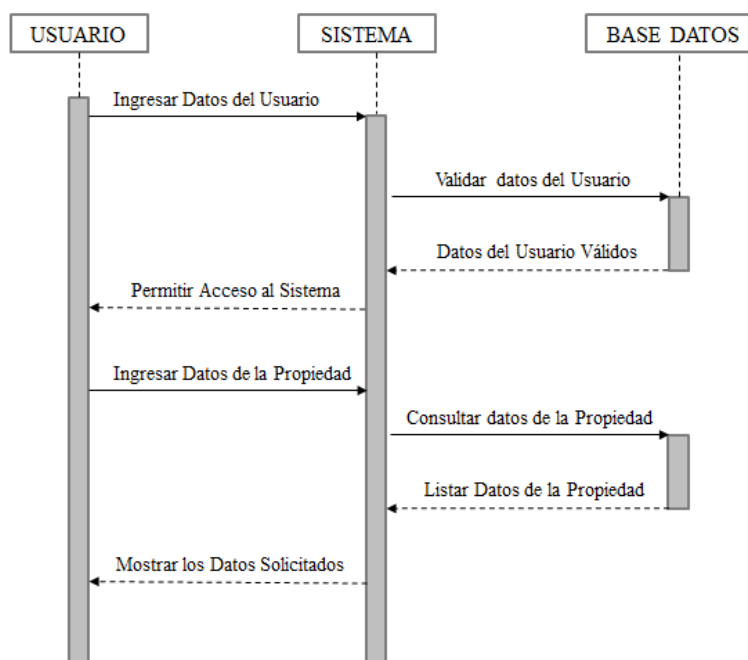 USUARIO
SISTEMA
BASE DATOS
Ingresar Datos del Usuario
Validar datos del Usuario
Datos del Usuario Válidos
Permitir Acceso al Sistema
Ingresar Datos de la Propiedad
Consultar datos de la Propiedad
Listar Datos de la Propiedad
Mostrar los Datos Solicitados